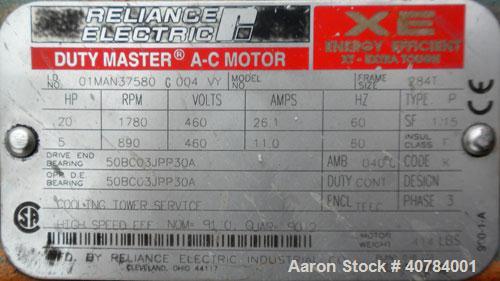 RELIANCE ELECTRIC
XE
ENERGY EFFICIENT
XT - EXTRA TOUGH
DUTY MASTER® A-C MOTOR
I.D. NO. 01MAN37580 G 004 VY FRAME SIZE 284T
HP RPM VOLTS AMPS HZ TYPE P
20 1780 460 26.1 60 SF 1.15
5 890 460 11.0 60 INSUL CLASS F
DRIVE END BEARING 50BC03JPP30A AMB 040°C CODE K
OPP. D.E. BEARING 50BC03JPP30A DUTY CONT DESIGN
COOLING TOWER SERVICE ENCL TEFC PHASE 3
HIGH SPEED EFF: NOM= 91.0, QUAR= 90.2
MOTOR WEIGHT 414 LBS
MFD. BY RELIANCE ELECTRIC INDUSTRIAL
CLEVELAND, OHIO 44117
910-1-A
Aaron Stock # 40784001